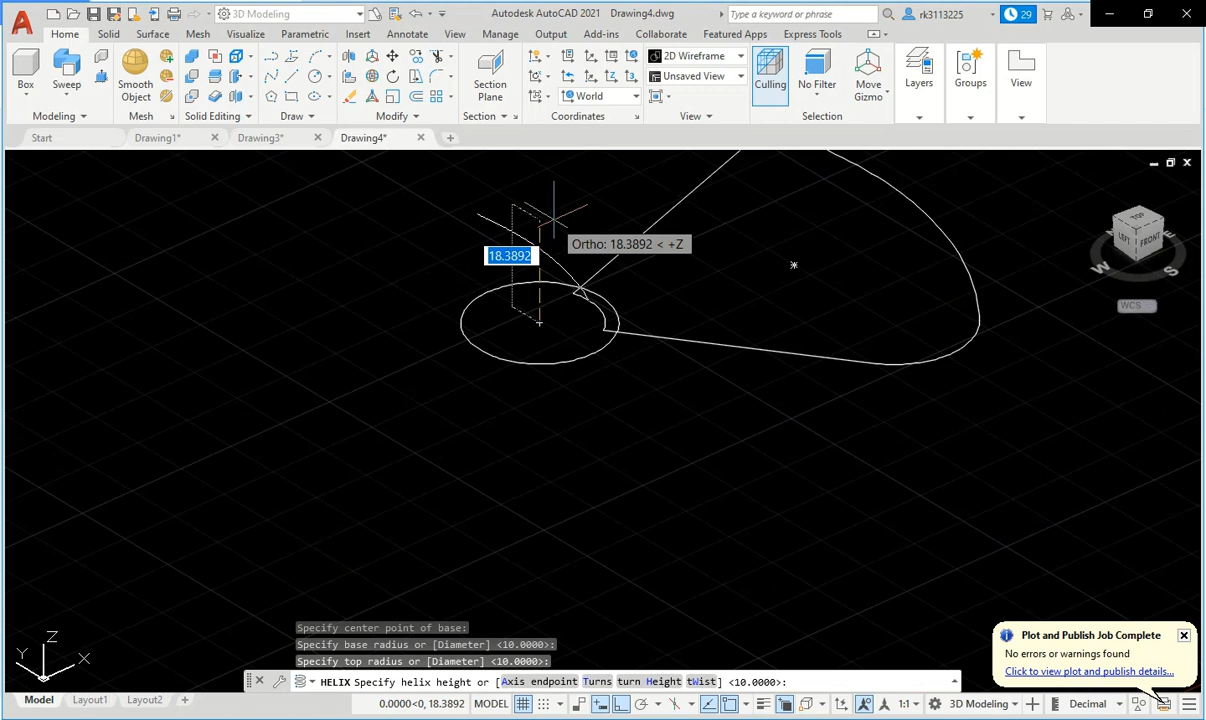 3D Modeling
Autodesk AutoCAD 2021 Drawing4.dwg
Type a keyword or phrase
rk3113225
29
Home Solid Surface Mesh Visualize Parametric Insert Annotate View Manage Output Add-ins Collaborate Featured Apps Express Tools
Box
Sweep
Smooth Object
Section Plane
2D Wireframe
Unsaved View
World
Culling
No Filter
Move Gizmo
Layers
Groups
View
Modeling
Mesh
Solid Editing
Draw
Modify
Section
Coordinates
View
Selection
Start
Drawing1*
Drawing3*
Drawing4*
18.3892
Ortho: 18.3892 < +Z
TOP
LEFT
FRONT
W
S
E
WCS
Z
Y
X
Specify center point of base:
Specify base radius or [Diameter] <10.0000>:
Specify top radius or [Diameter] <10.0000>:
HELIX Specify helix height or [Axis endpoint Turns turn Height tWist] <10.0000>:
Plot and Publish Job Complete
No errors or warnings found
Click to view plot and publish details...
Model
Layout1
Layout2
0.0000<0, 18.3892 MODEL
1:1
3D Modeling
Decimal